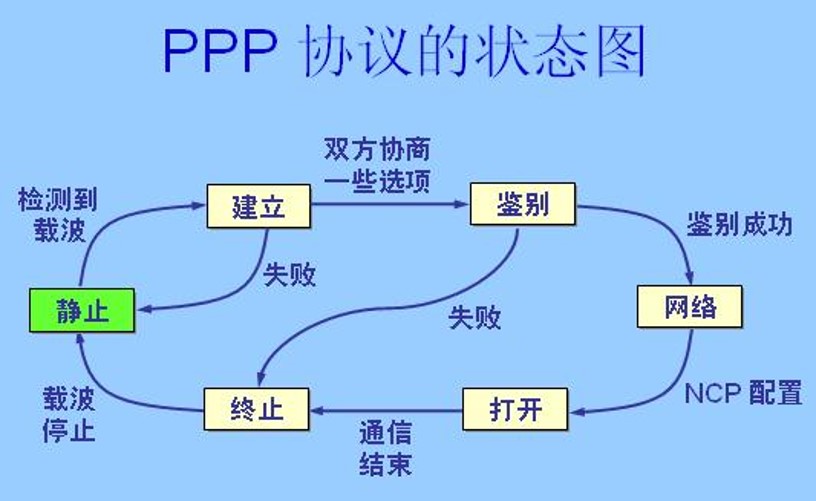 PPP 协议的状态图
双方协商
一些选项
检测到
载波
建立
鉴别
鉴别成功
失败
静止
失败
网络
载波
停止
终止
打开
NCP 配置
通信
结束